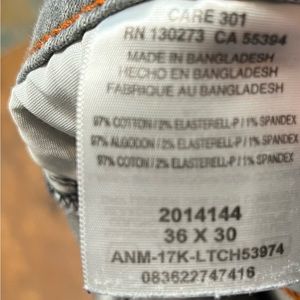 CARE 301
RN 130273 CA 55394
MADE IN BANGLADESH
HECHO EN BANGLADESH
FABRIQUE AU BANGLADESH
97% COTTON / 2% ELASTERELL-P / 1% SPANDEX
97% ALGODON / 2% ELASTERELL-P / 1% SPANDEX
97% COTON / 2% ELASTERELL-P / 1% SPANDEX
2014144
36 X 30
ANM-17K-LTCH53974
083622747416